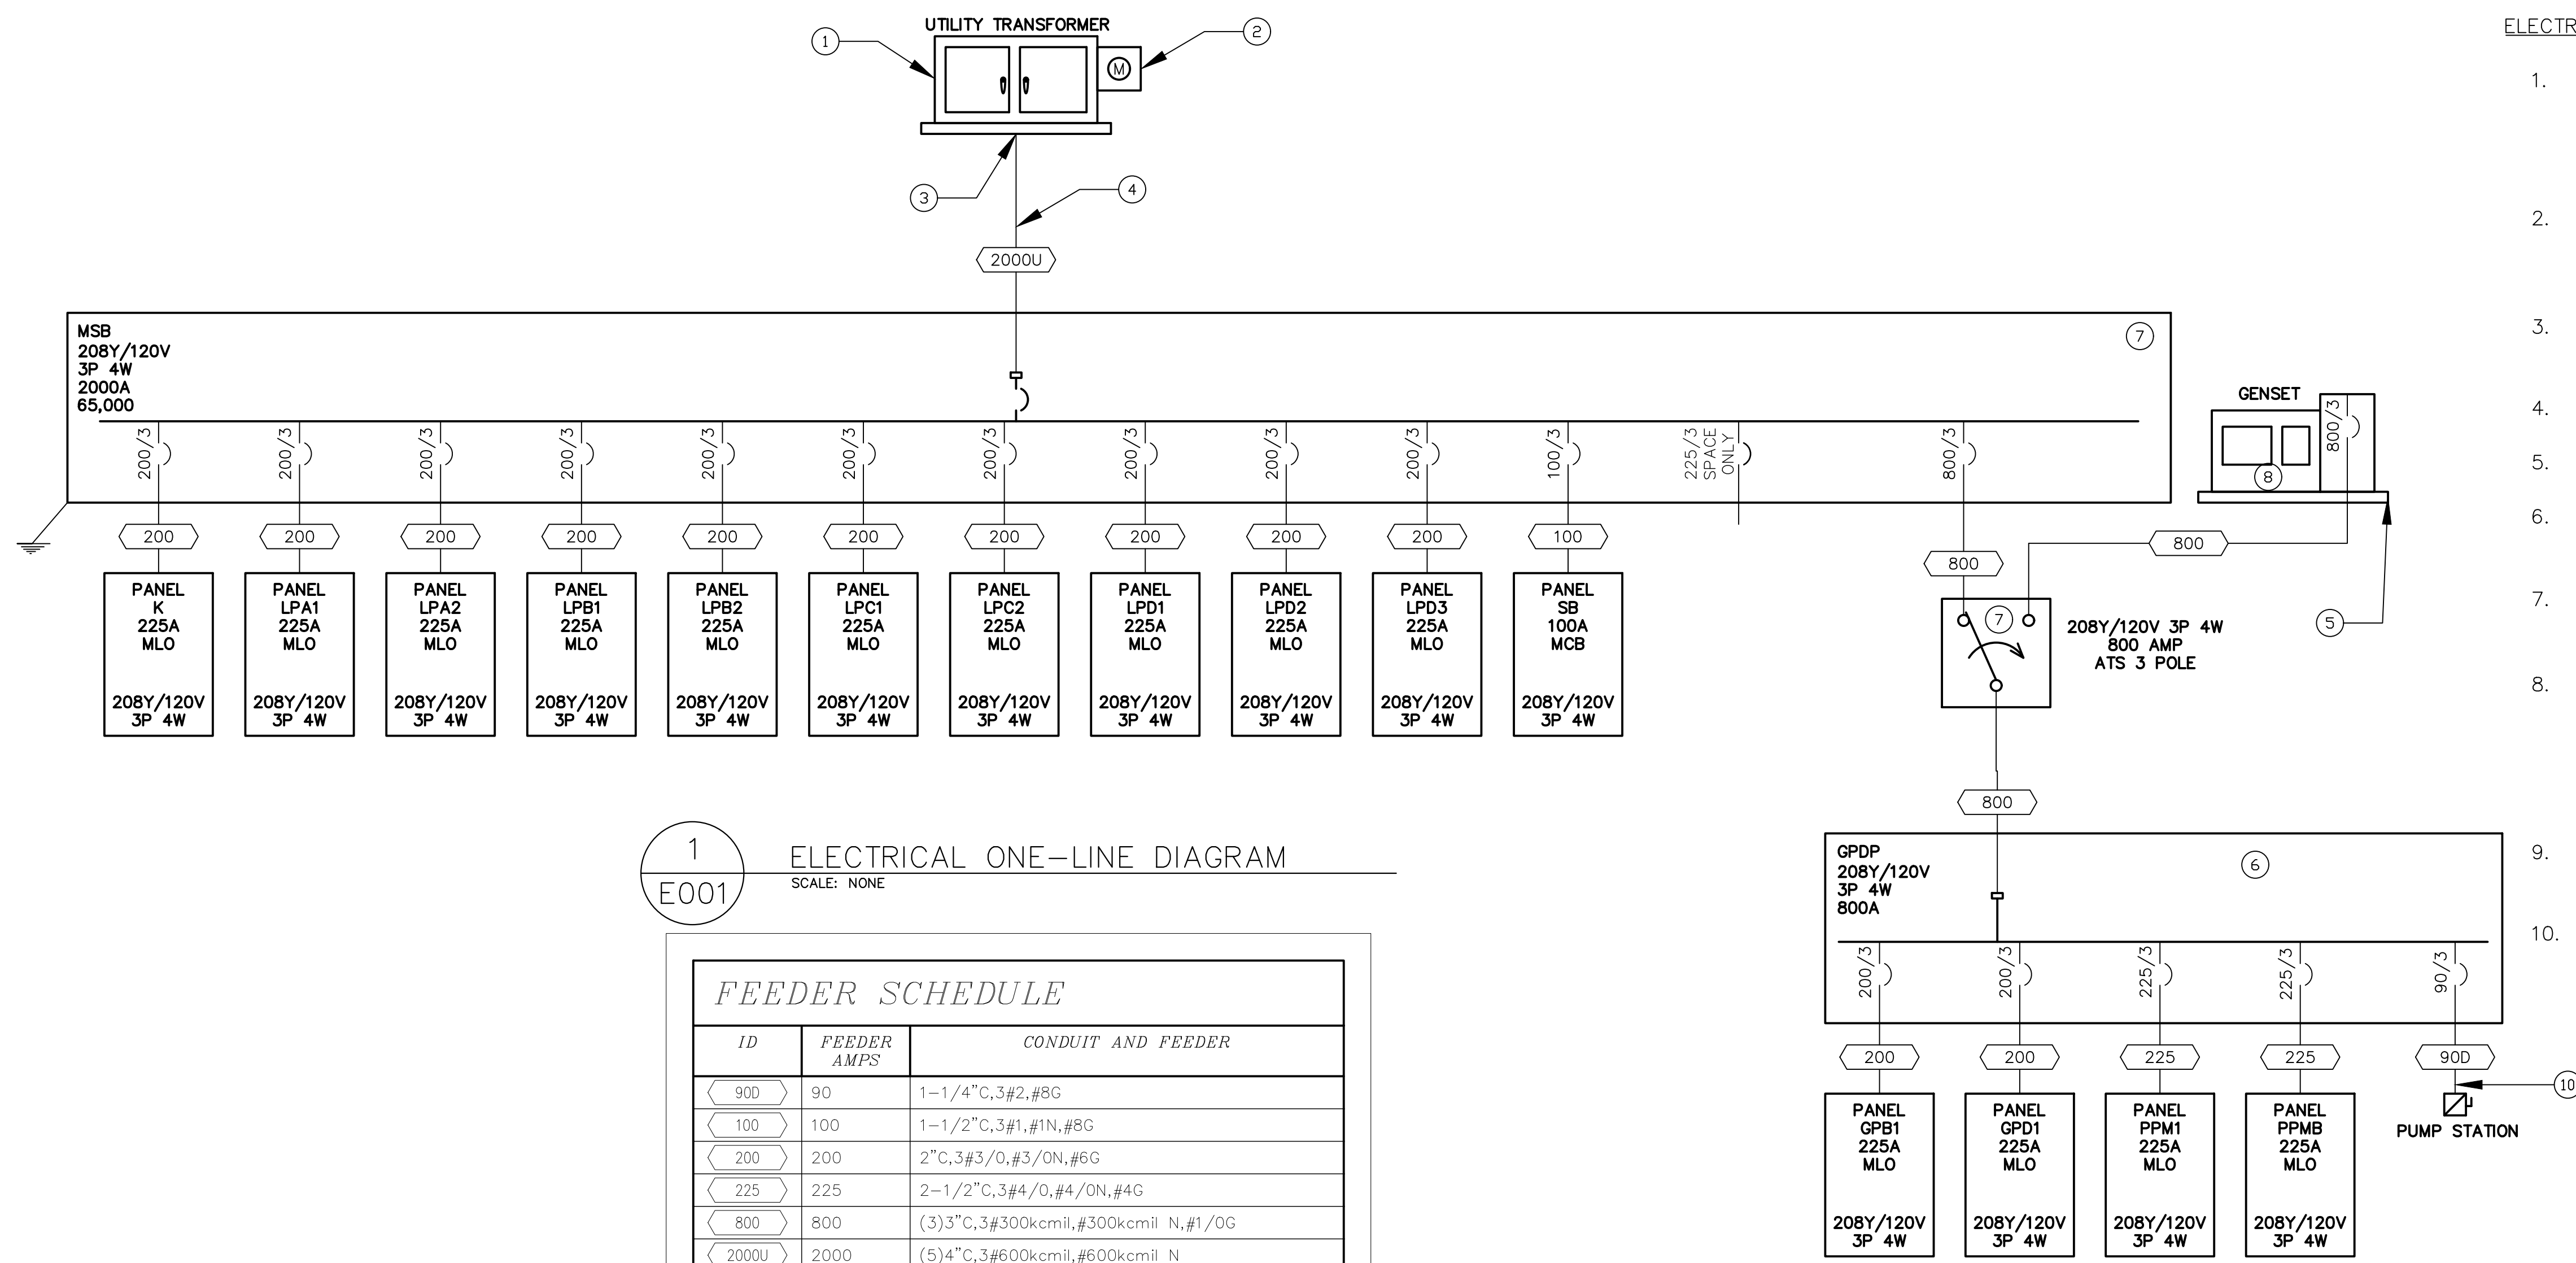 UTILITY TRANSFORMER
1
2
M
3
4
2000U
MSB
208Y/120V
3P 4W
2000A
65,000
7
200/3
200/3
200/3
200/3
200/3
200/3
200/3
200/3
200/3
200/3
100/3
225/3
SPACE
ONLY
800/3
GENSET
800/3
8
200
200
200
200
200
200
200
200
200
200
100
800
800
5
PANEL
K
225A
MLO
208Y/120V
3P 4W
PANEL
LPA1
225A
MLO
208Y/120V
3P 4W
PANEL
LPA2
225A
MLO
208Y/120V
3P 4W
PANEL
LPB1
225A
MLO
208Y/120V
3P 4W
PANEL
LPB2
225A
MLO
208Y/120V
3P 4W
PANEL
LPC1
225A
MLO
208Y/120V
3P 4W
PANEL
LPC2
225A
MLO
208Y/120V
3P 4W
PANEL
LPD1
225A
MLO
208Y/120V
3P 4W
PANEL
LPD2
225A
MLO
208Y/120V
3P 4W
PANEL
LPD3
225A
MLO
208Y/120V
3P 4W
PANEL
SB
100A
MCB
208Y/120V
3P 4W
7
208Y/120V 3P 4W
800 AMP
ATS 3 POLE
800
GPDP
208Y/120V
3P 4W
800A
6
200/3
200/3
225/3
225/3
90/3
200
200
225
225
90D
10
PANEL
GPB1
225A
MLO
208Y/120V
3P 4W
PANEL
GPD1
225A
MLO
208Y/120V
3P 4W
PANEL
PPM1
225A
MLO
208Y/120V
3P 4W
PANEL
PPMB
225A
MLO
208Y/120V
3P 4W
PUMP STATION
1
E001
ELECTRICAL ONE-LINE DIAGRAM
SCALE: NONE
FEEDER SCHEDULE
ID FEEDER AMPS CONDUIT AND FEEDER
90D 90 1-1/4"C,3#2,#8G
100 100 1-1/2"C,3#1,#1N,#8G
200 200 2"C,3#3/0,#3/0N,#6G
225 225 2-1/2"C,3#4/0,#4/0N,#4G
800 800 (3)3"C,3#300kcmil,#300kcmil N,#1/0G
2000U 2000 (5)4"C,3#600kcmil,#600kcmil N
ELECTR
1.
2.
3.
4.
5.
6.
7.
8.
9.
10.